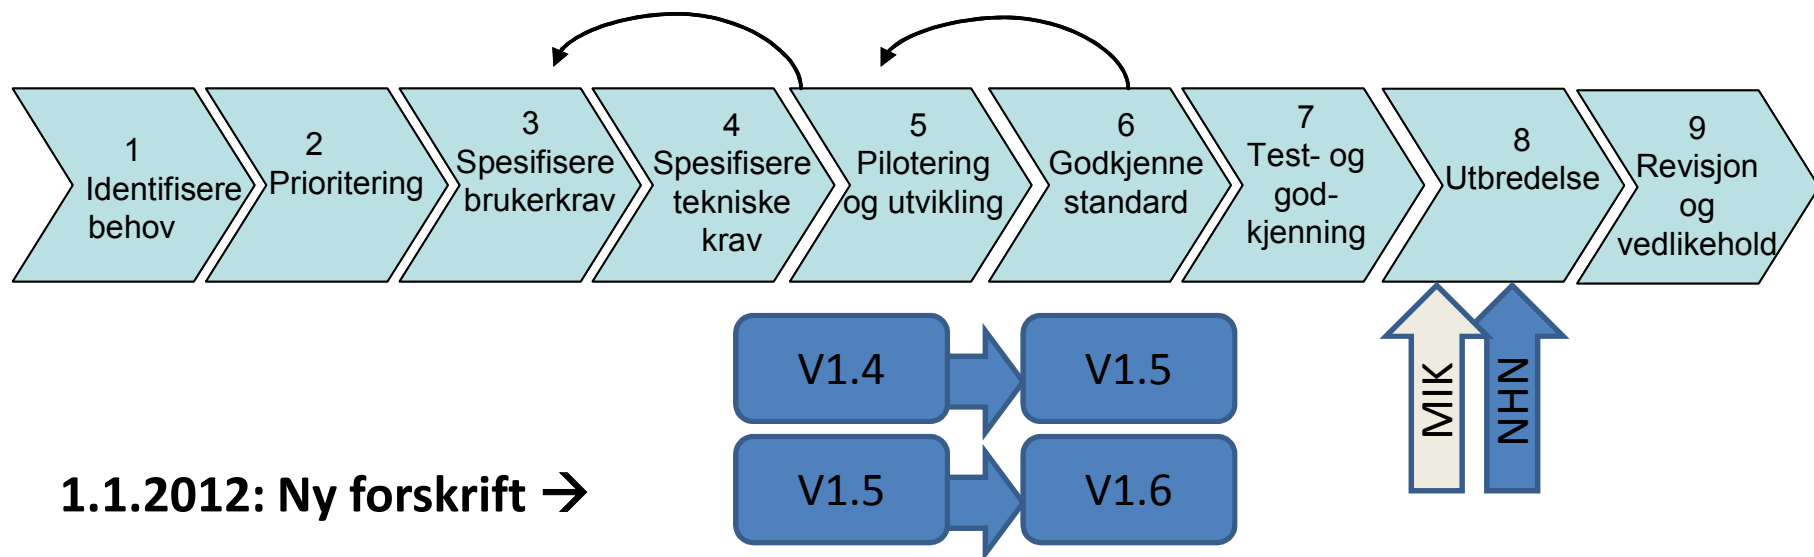 1
Identifisere
behov
2
Prioritering
3
Spesifisere
brukerkrav
4
Spesifisere
tekniske
krav
5
Pilotering
og utvikling
6
Godkjenne
standard
7
Test- og
god-
kjenning
8
Utbredelse
9
Revisjon
og
vedlikehold
V1.4
V1.5
MIK
NHN
1.1.2012: Ny forskrift →
V1.5
V1.6